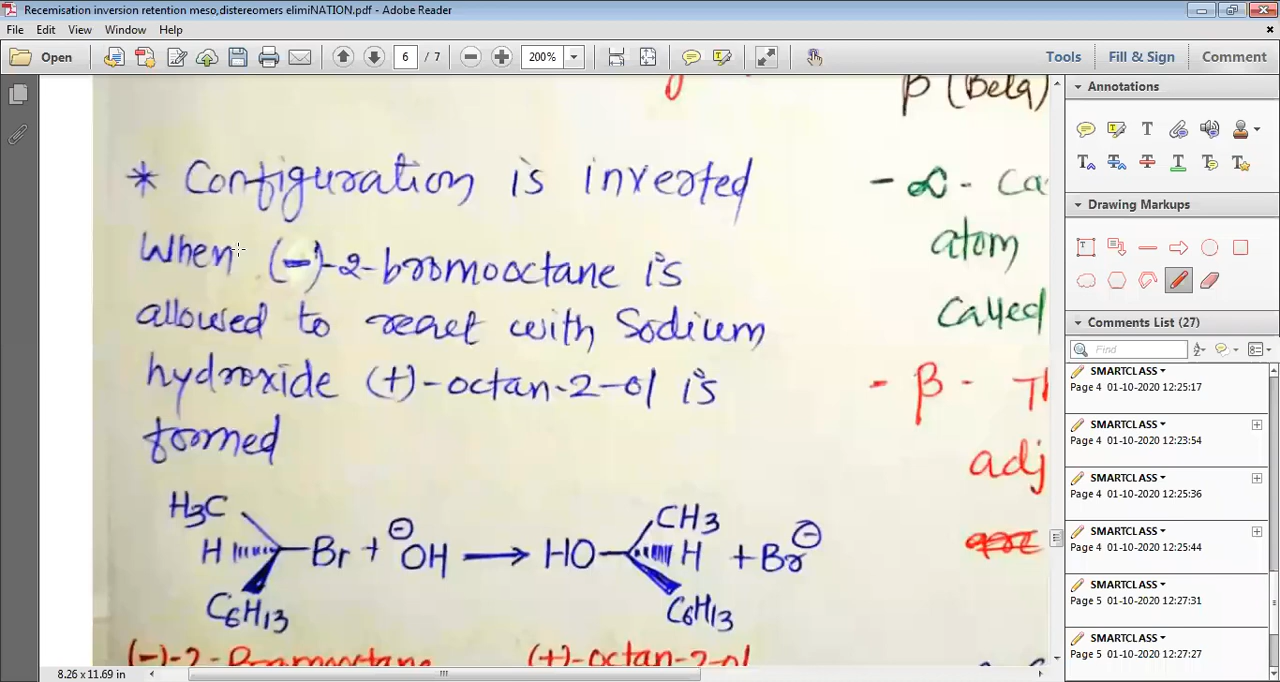 Recemisation inversion retention meso,distereomers elimiNATION.pdf - Adobe Reader
File Edit View Window Help
Open 6 / 7 200% Tools Fill & Sign Comment
Annotations
β (Beta)
* Configuration is inverted
When (-)-2-bromooctane is
allowed to react with Sodium
hydroxide (+)-octan-2-ol is
formed
H3C
H Br + ⊖OH → HO H + Br⊖
CH3
C6H13 C6H13
(-)-2-Bromooctane (+)-octan-2-ol
- ∝ - Ca
atom
Called
- β - Th
adj
T
Drawing Markups
Comments List (27)
Find
SMARTCLASS
Page 4 01-10-2020 12:25:17
SMARTCLASS
Page 4 01-10-2020 12:23:54
SMARTCLASS
Page 4 01-10-2020 12:25:36
SMARTCLASS
Page 4 01-10-2020 12:25:44
SMARTCLASS
Page 5 01-10-2020 12:27:31
SMARTCLASS
Page 5 01-10-2020 12:27:27
8.26 x 11.69 in